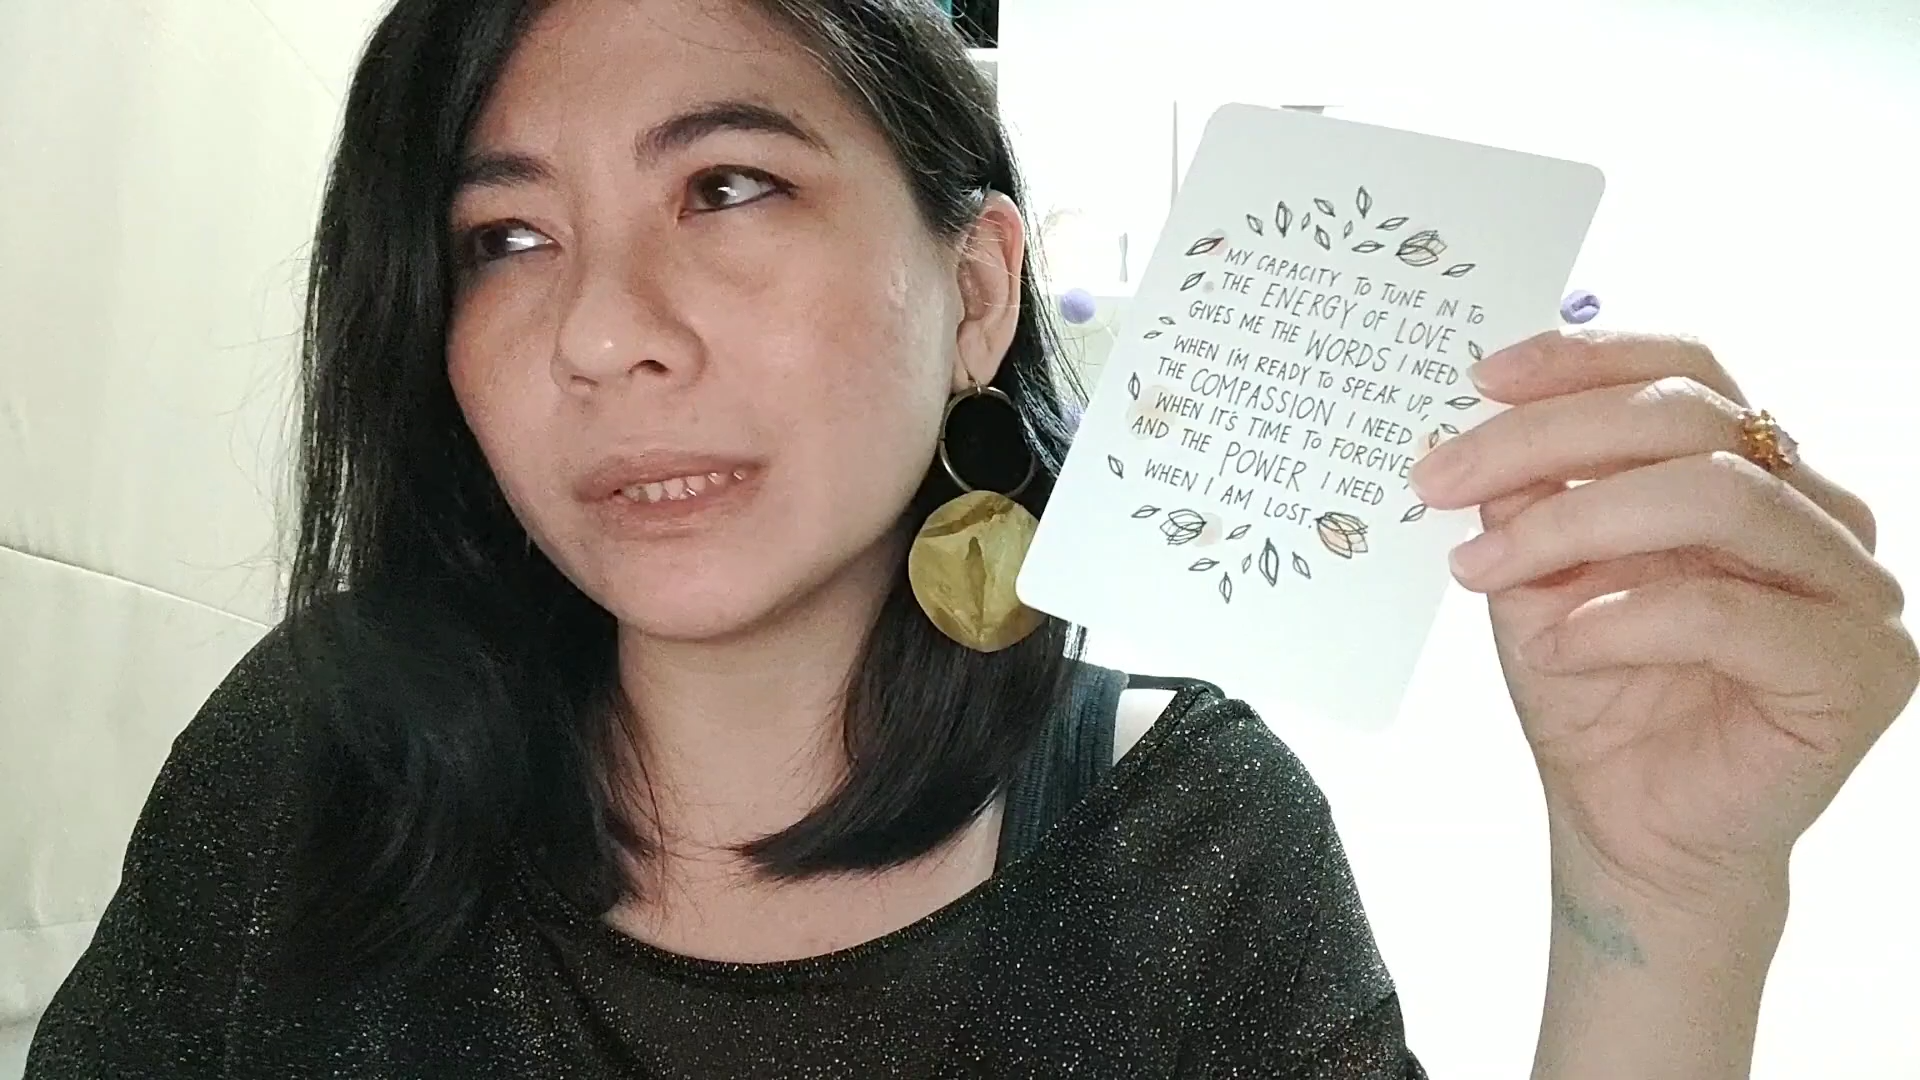 MY CAPACITY TO TUNE IN TO
THE ENERGY OF LOVE
GIVES ME THE WORDS I NEED
WHEN I'M READY TO SPEAK UP,
THE COMPASSION I NEED
WHEN IT'S TIME TO FORGIVE,
AND THE POWER I NEED
WHEN I AM LOST.